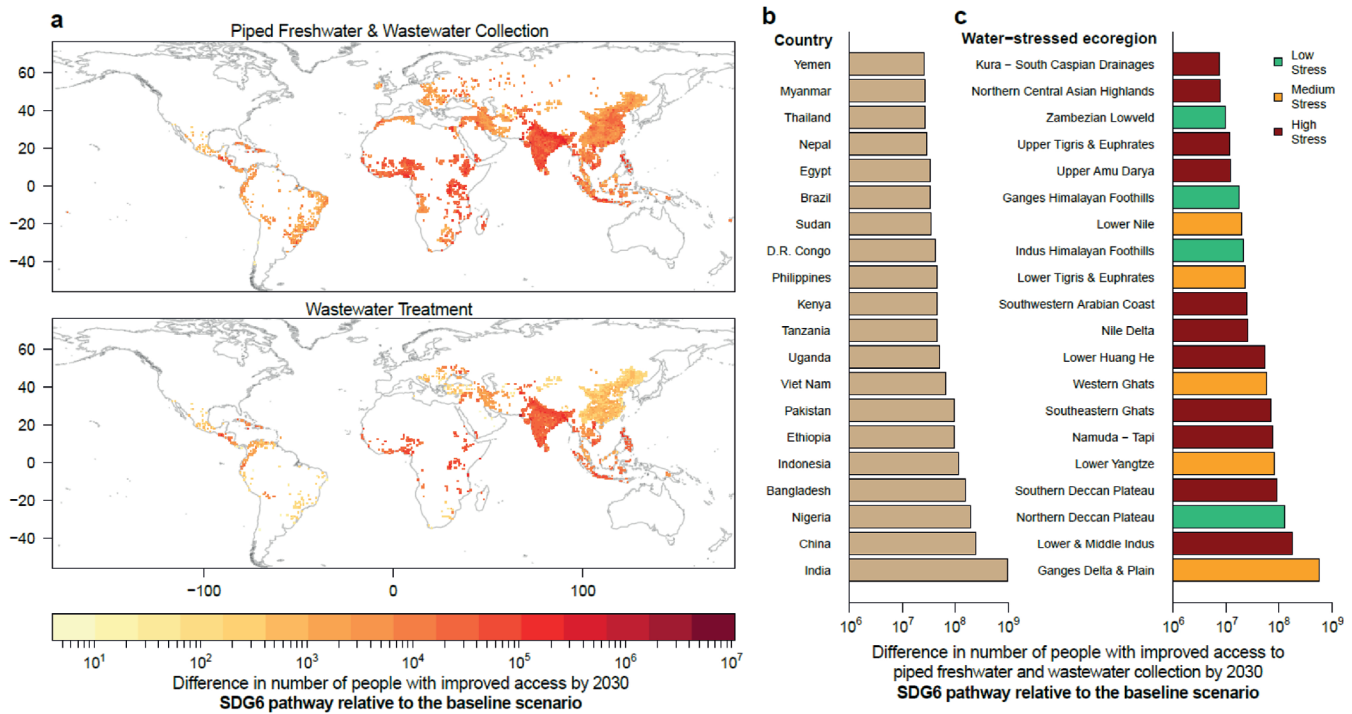 a
Piped Freshwater & Wastewater Collection
60
40
20
0
−20
−40
Wastewater Treatment
60
40
20
0
−20
−40
−100
0
100
10^1
10^2
10^3
10^4
10^5
10^6
10^7
Difference in number of people with improved access by 2030
SDG6 pathway relative to the baseline scenario
b
Country
Yemen
Myanmar
Thailand
Nepal
Egypt
Brazil
Sudan
D.R. Congo
Philippines
Kenya
Tanzania
Uganda
Viet Nam
Pakistan
Ethiopia
Indonesia
Bangladesh
Nigeria
China
India
10^6
10^7
10^8
10^9
c
Water−stressed ecoregion
Kura − South Caspian Drainages
Northern Central Asian Highlands
Zambezian Lowveld
Upper Tigris & Euphrates
Upper Amu Darya
Ganges Himalayan Foothills
Lower Nile
Indus Himalayan Foothills
Lower Tigris & Euphrates
Southwestern Arabian Coast
Nile Delta
Lower Huang He
Western Ghats
Southeastern Ghats
Namuda − Tapi
Lower Yangtze
Southern Deccan Plateau
Northern Deccan Plateau
Lower & Middle Indus
Ganges Delta & Plain
10^6
10^7
10^8
10^9
Low
Stress
Medium
Stress
High
Stress
Difference in number of people with improved access to
piped freshwater and wastewater collection by 2030
SDG6 pathway relative to the baseline scenario